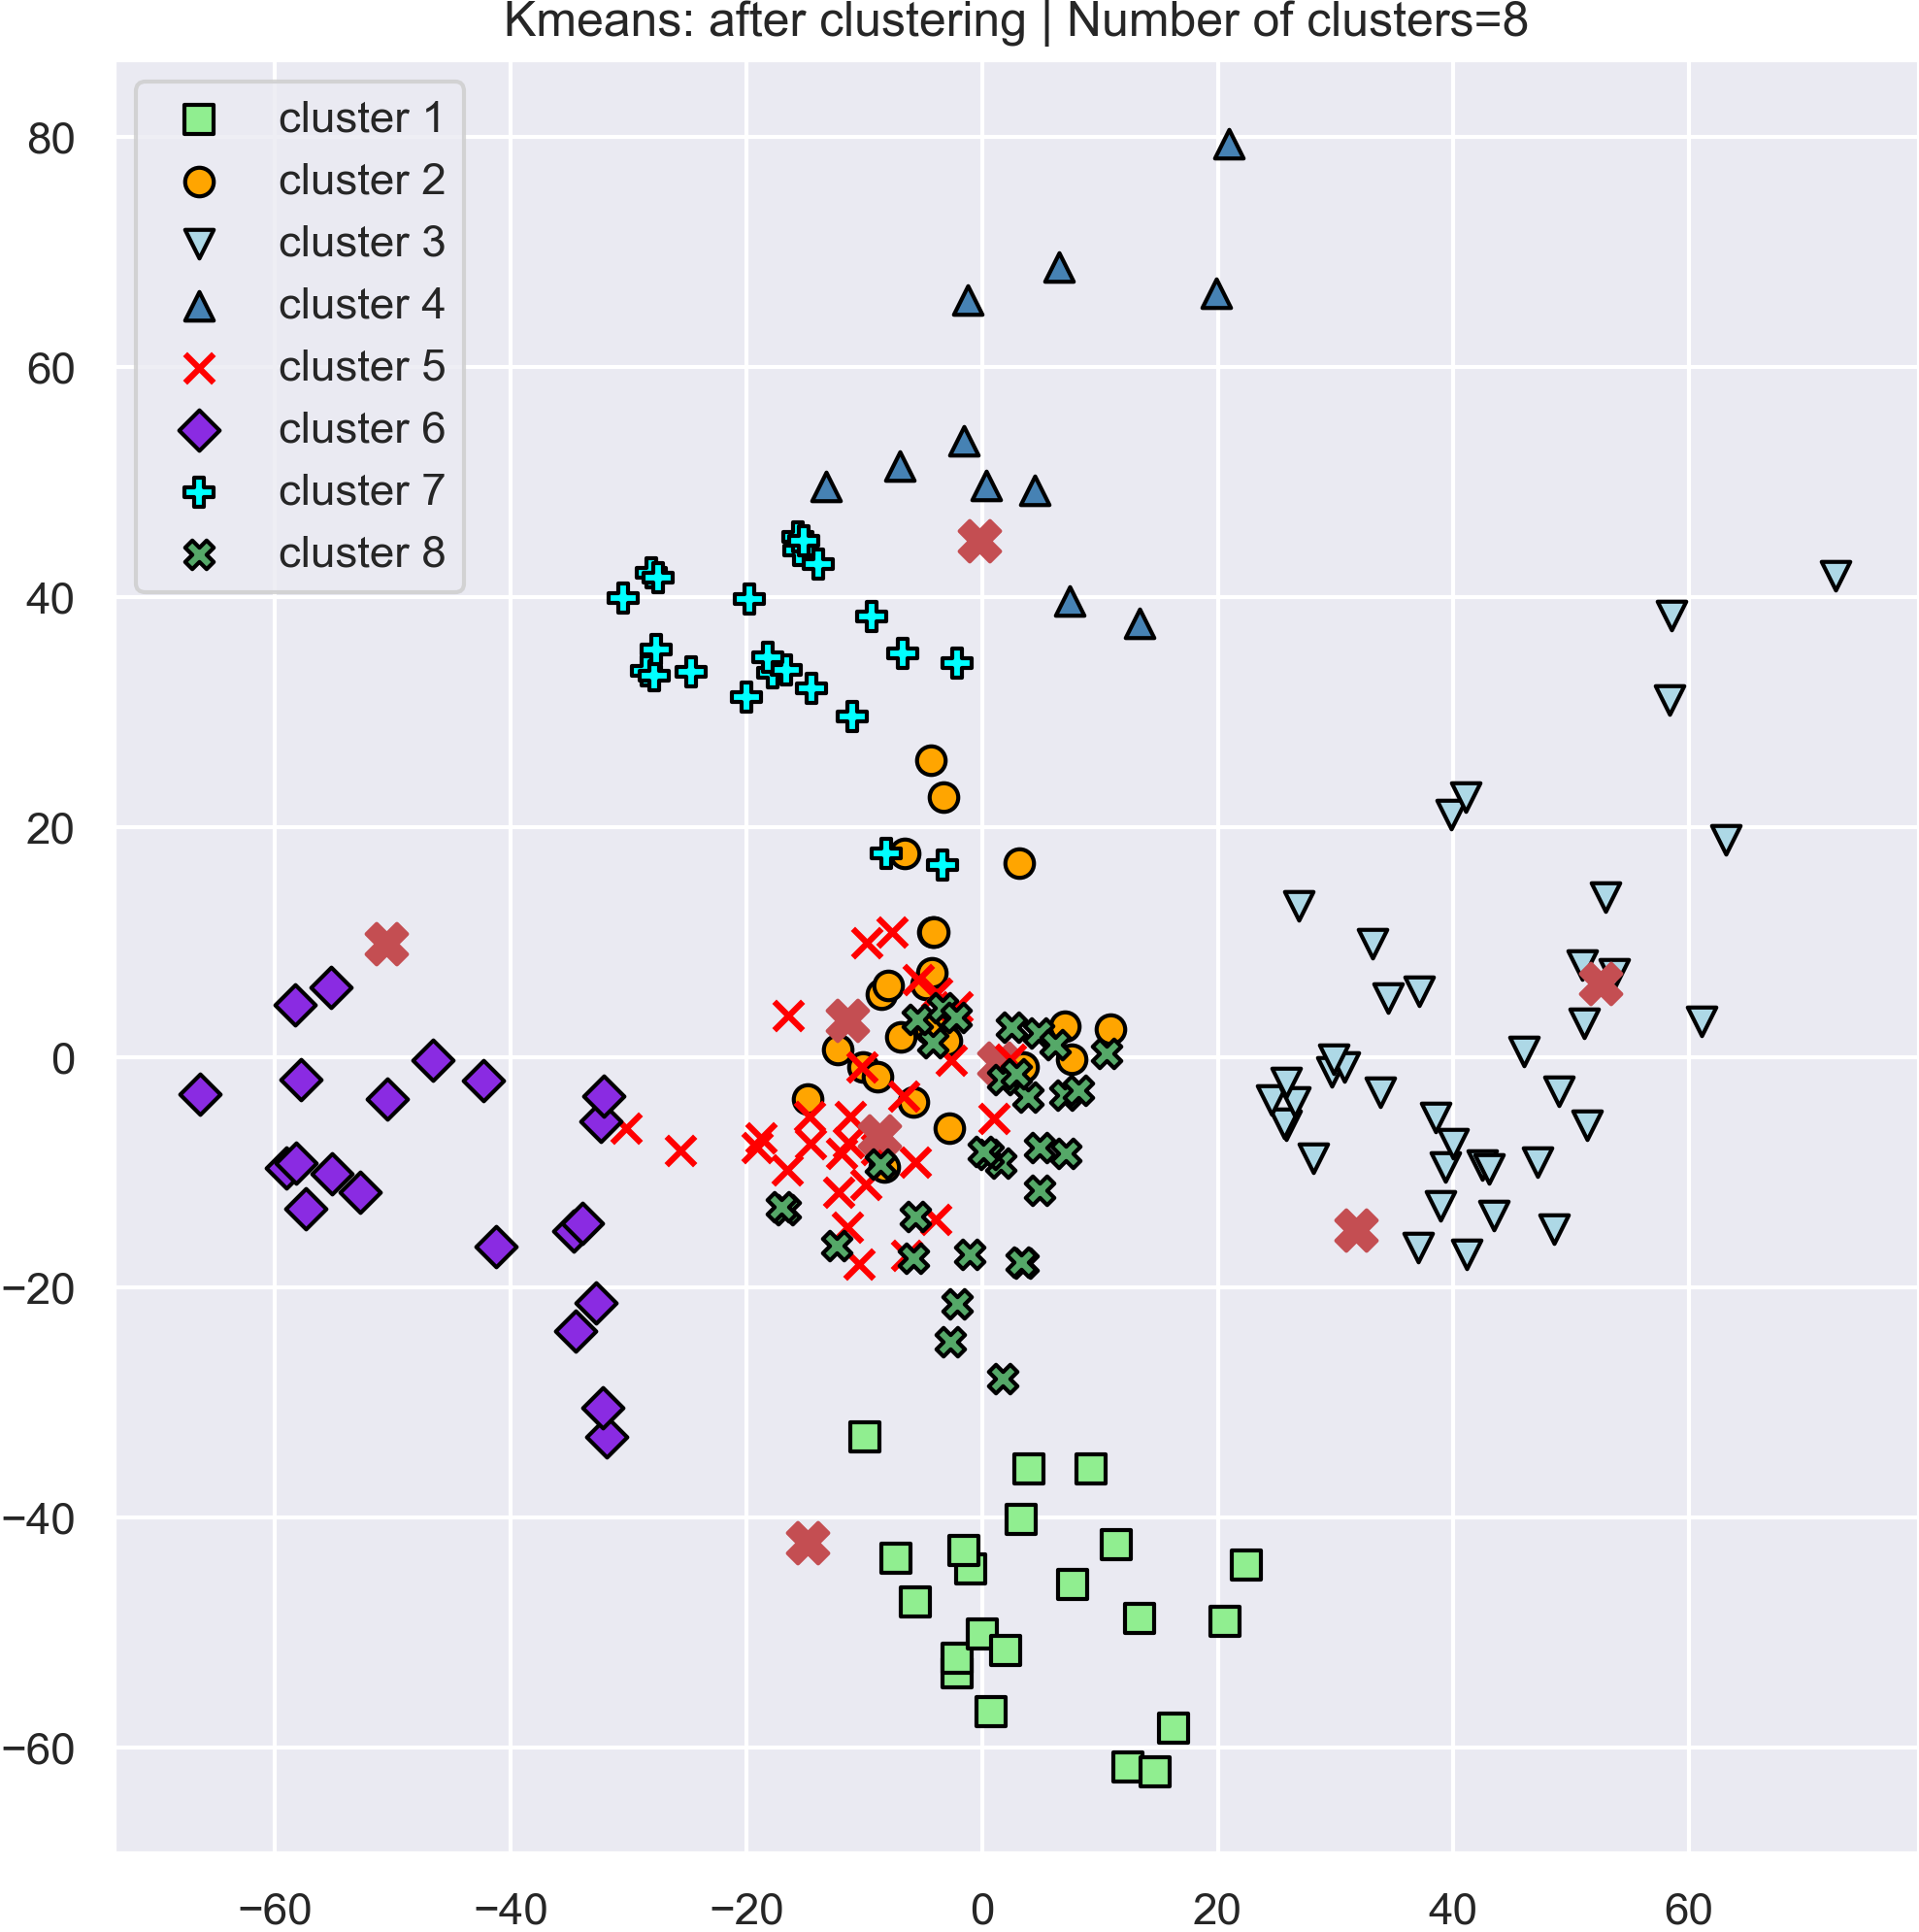 Kmeans: after clustering | Number of clusters=8
cluster 1
cluster 2
cluster 3
cluster 4
cluster 5
cluster 6
cluster 7
cluster 8
80
60
40
20
0
−20
−40
−60
−60 −40 −20 0 20 40 60